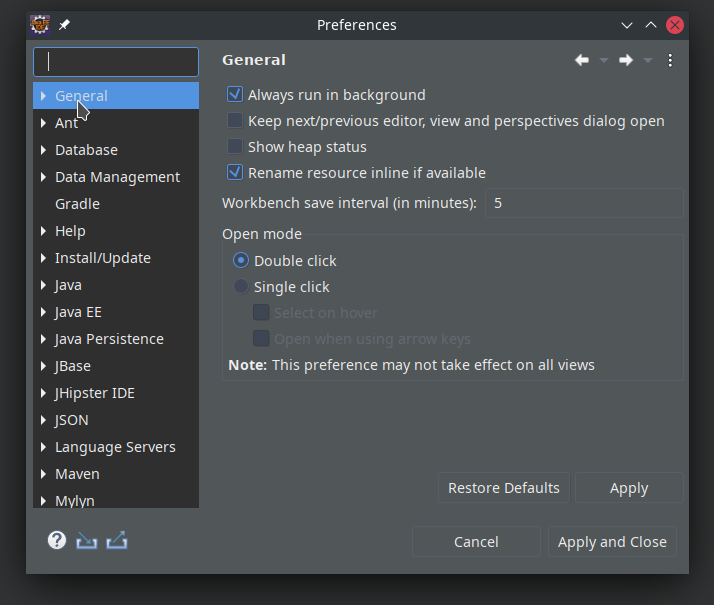 Preferences
General
Ant
Database
Data Management
Gradle
Help
Install/Update
Java
Java EE
Java Persistence
JBase
JHipster IDE
JSON
Language Servers
Maven
Mylyn
General
Always run in background
Keep next/previous editor, view and perspectives dialog open
Show heap status
Rename resource inline if available
Workbench save interval (in minutes): 5
Open mode
Double click
Single click
Select on hover
Open when using arrow keys
Note: This preference may not take effect on all views
Restore Defaults Apply
? Cancel Apply and Close